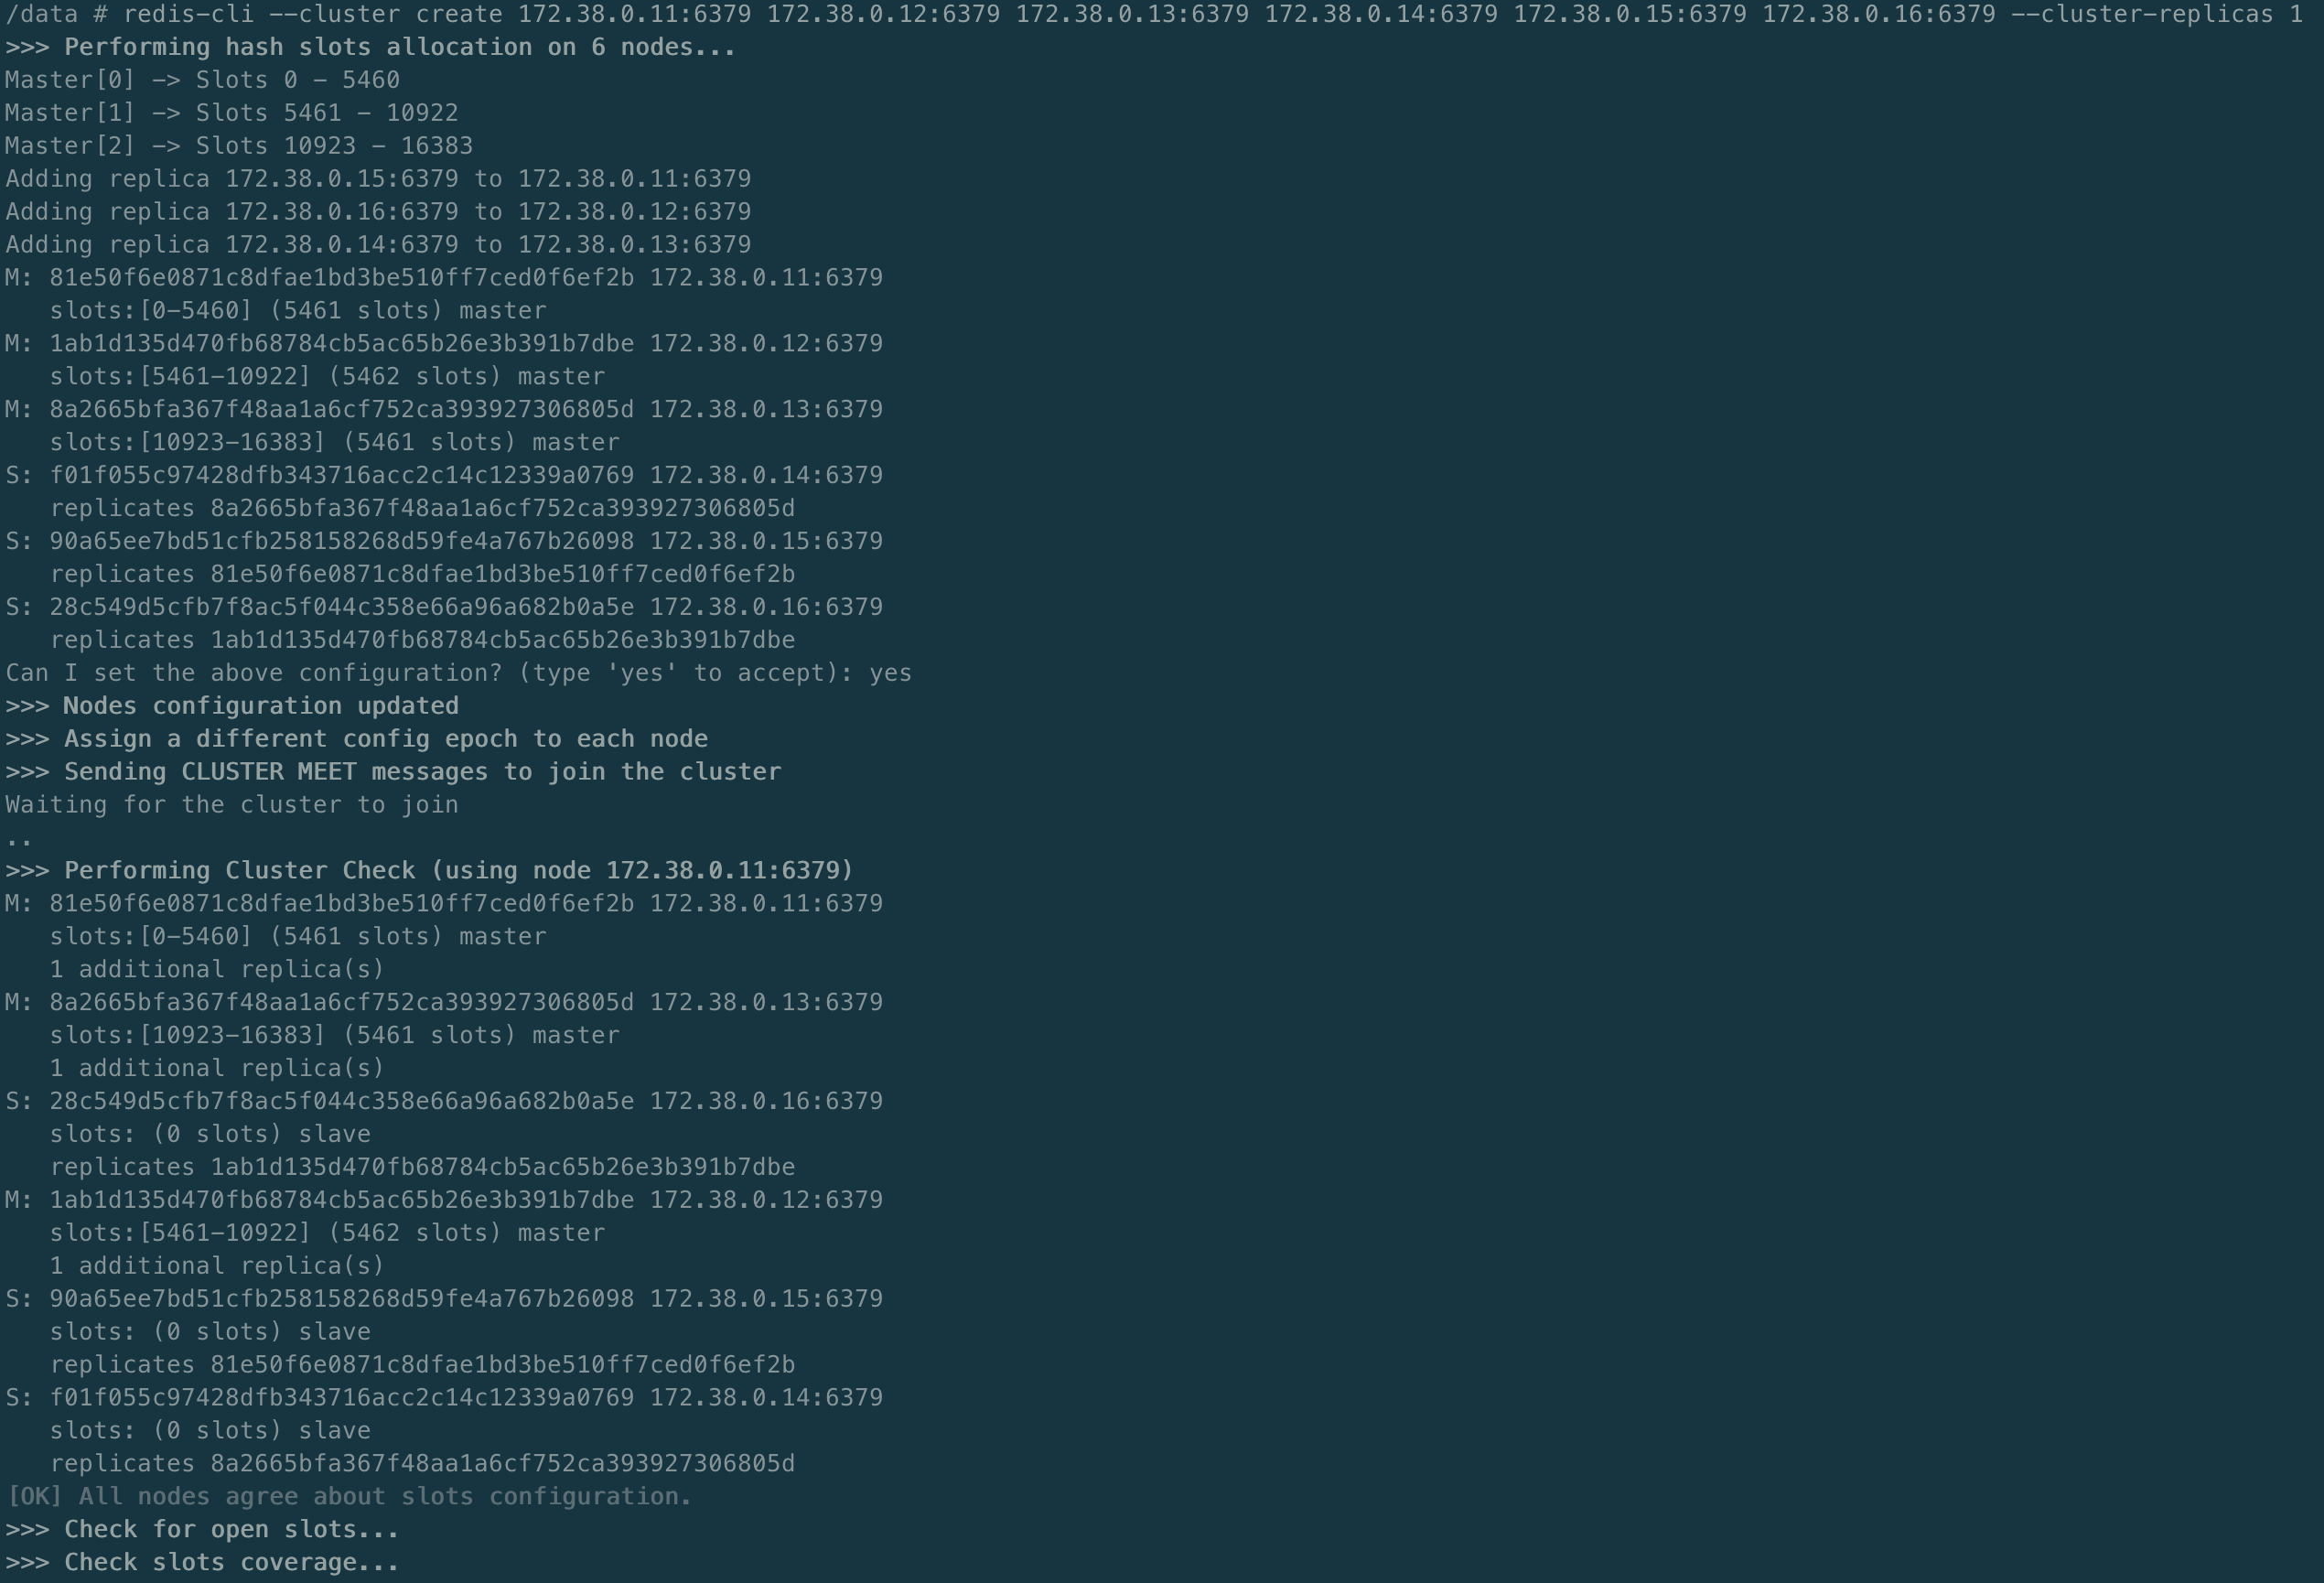 /data # redis-cli --cluster create 172.38.0.11:6379 172.38.0.12:6379 172.38.0.13:6379 172.38.0.14:6379 172.38.0.15:6379 172.38.0.16:6379 --cluster-replicas 1
>>> Performing hash slots allocation on 6 nodes...
Master[0] -> Slots 0 - 5460
Master[1] -> Slots 5461 - 10922
Master[2] -> Slots 10923 - 16383
Adding replica 172.38.0.15:6379 to 172.38.0.11:6379
Adding replica 172.38.0.16:6379 to 172.38.0.12:6379
Adding replica 172.38.0.14:6379 to 172.38.0.13:6379
M: 81e50f6e0871c8dfae1bd3be510ff7ced0f6ef2b 172.38.0.11:6379
   slots:[0-5460] (5461 slots) master
M: 1ab1d135d470fb68784cb5ac65b26e3b391b7dbe 172.38.0.12:6379
   slots:[5461-10922] (5462 slots) master
M: 8a2665bfa367f48aa1a6cf752ca393927306805d 172.38.0.13:6379
   slots:[10923-16383] (5461 slots) master
S: f01f055c97428dfb343716acc2c14c12339a0769 172.38.0.14:6379
   replicates 8a2665bfa367f48aa1a6cf752ca393927306805d
S: 90a65ee7bd51cfb258158268d59fe4a767b26098 172.38.0.15:6379
   replicates 81e50f6e0871c8dfae1bd3be510ff7ced0f6ef2b
S: 28c549d5cfb7f8ac5f044c358e66a96a682b0a5e 172.38.0.16:6379
   replicates 1ab1d135d470fb68784cb5ac65b26e3b391b7dbe
Can I set the above configuration? (type 'yes' to accept): yes
>>> Nodes configuration updated
>>> Assign a different config epoch to each node
>>> Sending CLUSTER MEET messages to join the cluster
Waiting for the cluster to join
..
>>> Performing Cluster Check (using node 172.38.0.11:6379)
M: 81e50f6e0871c8dfae1bd3be510ff7ced0f6ef2b 172.38.0.11:6379
   slots:[0-5460] (5461 slots) master
   1 additional replica(s)
M: 8a2665bfa367f48aa1a6cf752ca393927306805d 172.38.0.13:6379
   slots:[10923-16383] (5461 slots) master
   1 additional replica(s)
S: 28c549d5cfb7f8ac5f044c358e66a96a682b0a5e 172.38.0.16:6379
   slots: (0 slots) slave
   replicates 1ab1d135d470fb68784cb5ac65b26e3b391b7dbe
M: 1ab1d135d470fb68784cb5ac65b26e3b391b7dbe 172.38.0.12:6379
   slots:[5461-10922] (5462 slots) master
   1 additional replica(s)
S: 90a65ee7bd51cfb258158268d59fe4a767b26098 172.38.0.15:6379
   slots: (0 slots) slave
   replicates 81e50f6e0871c8dfae1bd3be510ff7ced0f6ef2b
S: f01f055c97428dfb343716acc2c14c12339a0769 172.38.0.14:6379
   slots: (0 slots) slave
   replicates 8a2665bfa367f48aa1a6cf752ca393927306805d
[OK] All nodes agree about slots configuration.
>>> Check for open slots...
>>> Check slots coverage...